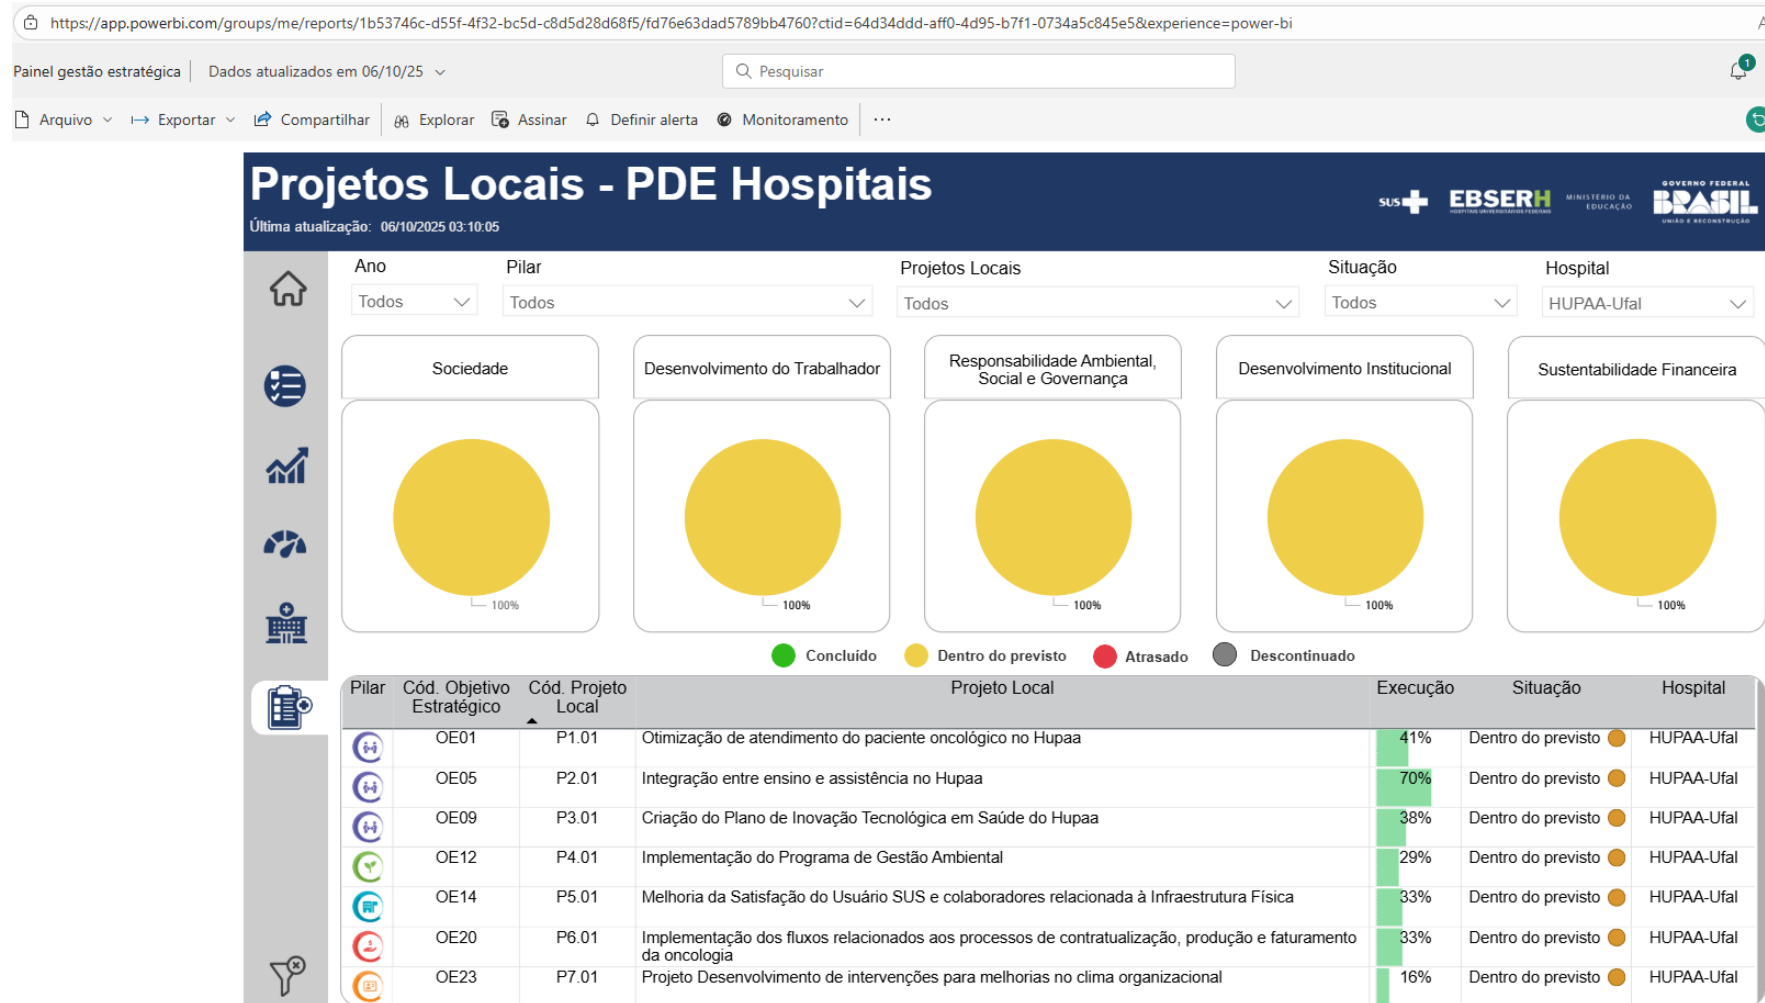 https://app.powerbi.com/groups/me/reports/1b53746c-d55f-4f32-bc5d-c8d5d28d68f5/fd76e63dad5789bb4760?ctid=64d34ddd-aff0-4d95-b7f1-0734a5c845e5&experience=power-bi
Painel gestão estratégica | Dados atualizados em 06/10/25
Pesquisar
1
Arquivo Exportar Compartilhar Explorar Assinar Definir alerta Monitoramento ...
Projetos Locais - PDE Hospitais
Última atualização: 06/10/2025 03:10:05
SUS
EBSERH
HOSPITAIS UNIVERSITÁRIOS FEDERAIS
MINISTÉRIO DA
EDUCAÇÃO
GOVERNO FEDERAL
BRASIL
UNIÃO E RECONSTRUÇÃO
Ano Pilar Projetos Locais Situação Hospital
Todos Todos Todos Todos HUPAA-Ufal
Sociedade
Desenvolvimento do Trabalhador
Responsabilidade Ambiental,
Social e Governança
Desenvolvimento Institucional
Sustentabilidade Financeira
100% 100% 100% 100% 100%
Concluído Dentro do previsto Atrasado Descontinuado
Pilar Cód. Objetivo Cód. Projeto Projeto Local Execução Situação Hospital
Estratégico Local
OE01 P1.01 Otimização de atendimento do paciente oncológico no Hupaa 41% Dentro do previsto HUPAA-Ufal
OE05 P2.01 Integração entre ensino e assistência no Hupaa 70% Dentro do previsto HUPAA-Ufal
OE09 P3.01 Criação do Plano de Inovação Tecnológica em Saúde do Hupaa 38% Dentro do previsto HUPAA-Ufal
OE12 P4.01 Implementação do Programa de Gestão Ambiental 29% Dentro do previsto HUPAA-Ufal
OE14 P5.01 Melhoria da Satisfação do Usuário SUS e colaboradores relacionada à Infraestrutura Física 33% Dentro do previsto HUPAA-Ufal
OE20 P6.01 Implementação dos fluxos relacionados aos processos de contratualização, produção e faturamento 33% Dentro do previsto HUPAA-Ufal
da oncologia
OE23 P7.01 Projeto Desenvolvimento de intervenções para melhorias no clima organizacional 16% Dentro do previsto HUPAA-Ufal